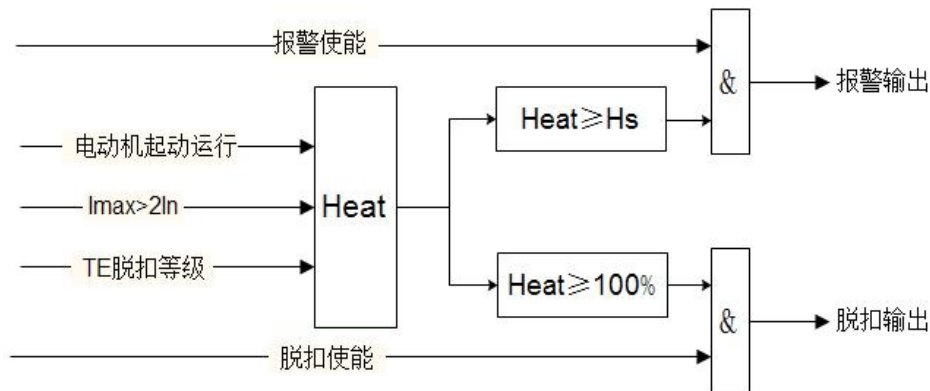 报警使能
&
报警输出
Heat≥Hs
电动机起动运行
Imax>2In
Heat
TE脱扣等级
Heat≥100%
&
脱扣输出
脱扣使能